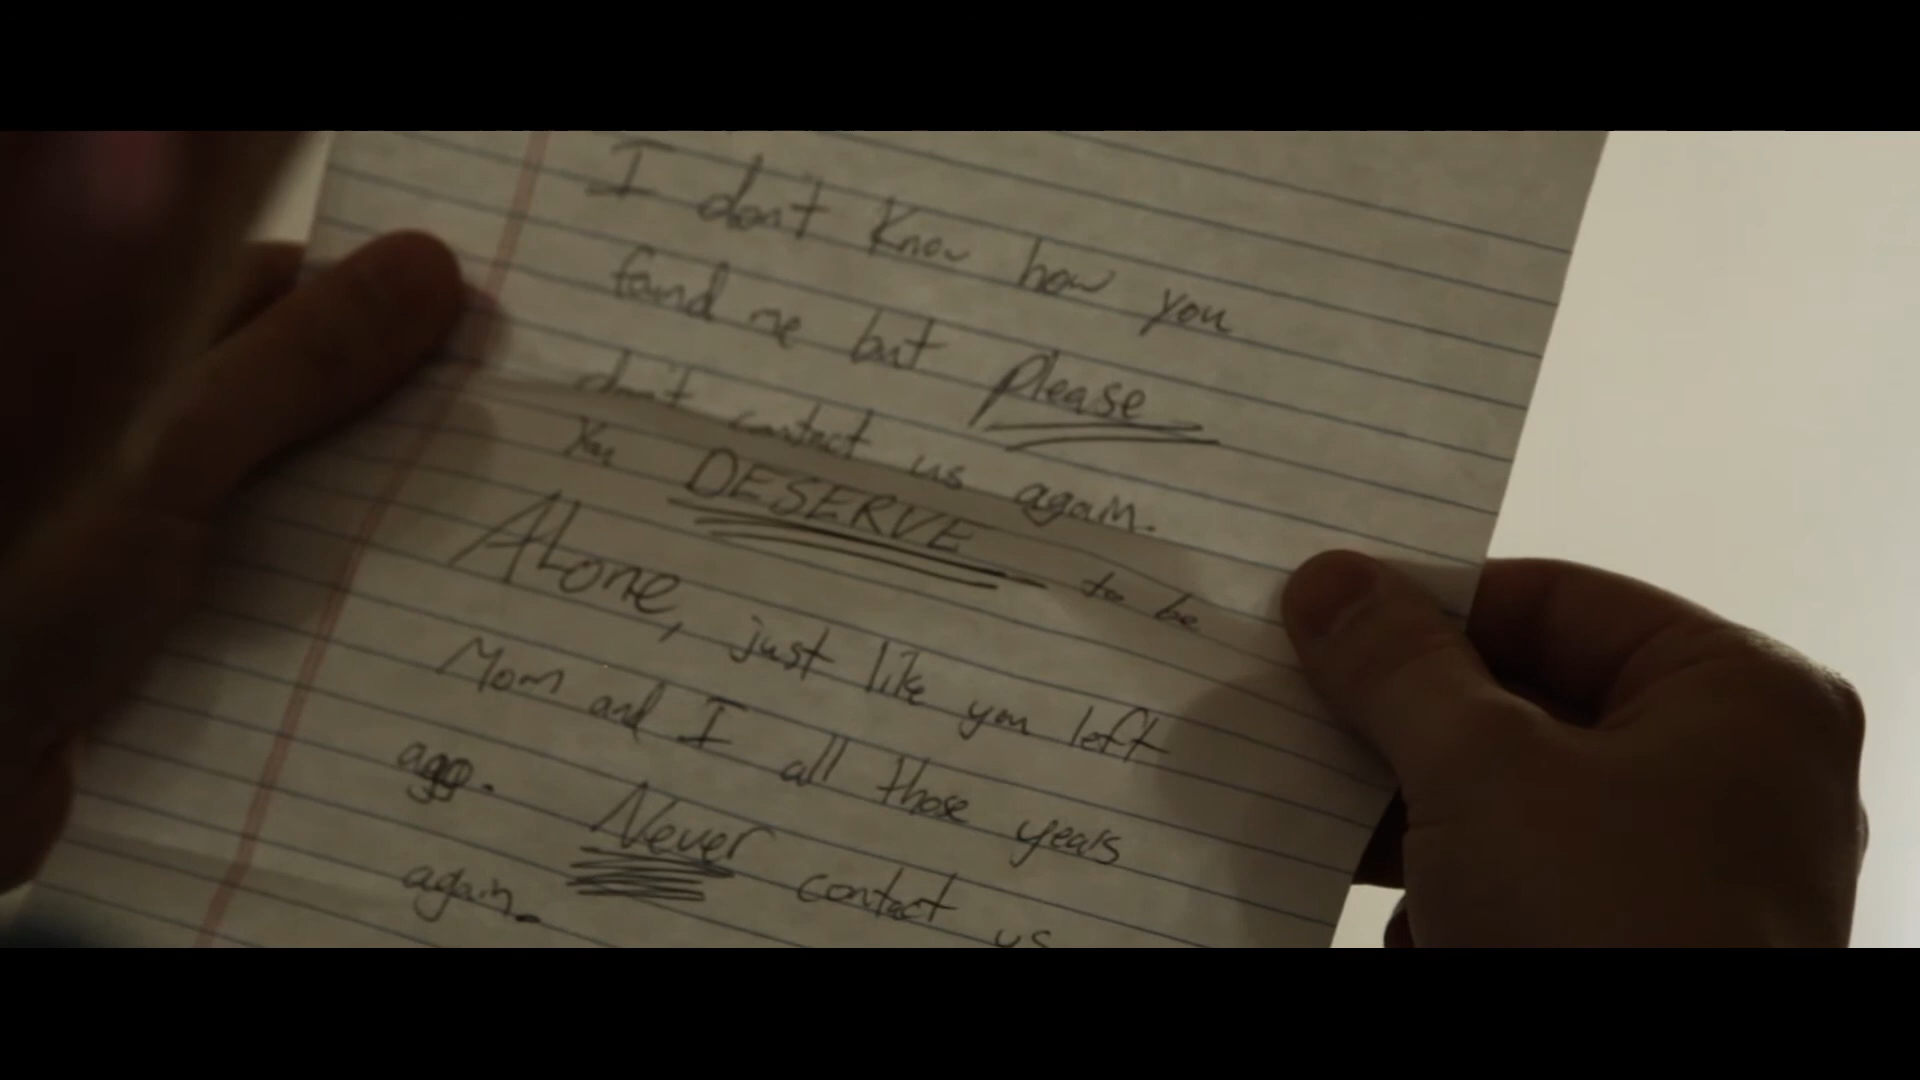 I don't know how you
found me but please
don't contact us again.
You DESERVE to be
ALone, just like you left
Mom and I all those years
ago. Never contact us
again.